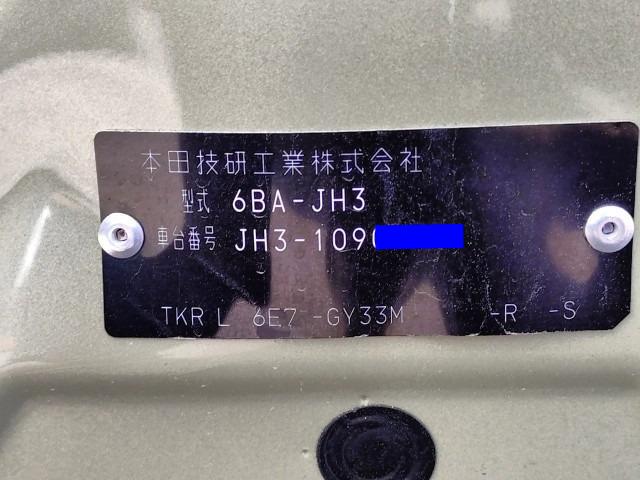 本田技研工業株式会社
型式 6BA-JH3
車台番号 JH3-109
TKR L 6E7 -GY33M -R -S